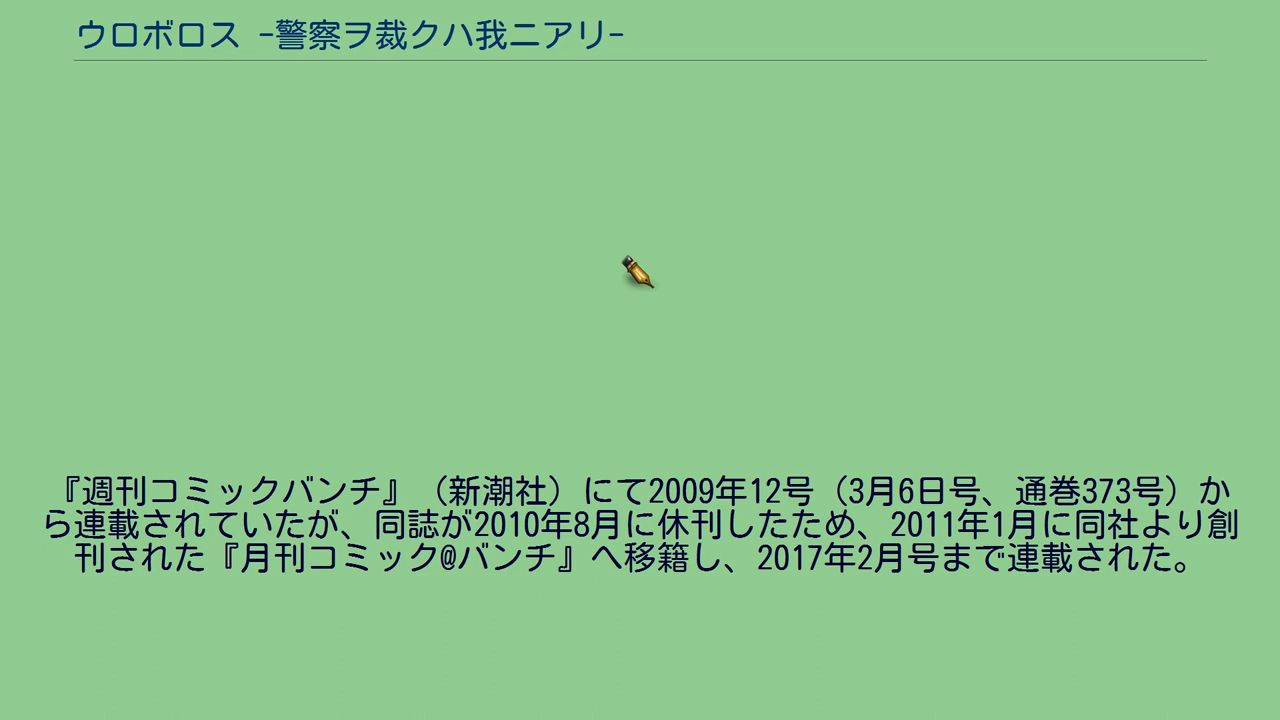 ウロボロス -警察ヲ裁クハ我ニアリ-
『週刊コミックバンチ』（新潮社）にて2009年12号（3月6日号、通巻373号）か
ら連載されていたが、同誌が2010年8月に休刊したため、2011年1月に同社より創
刊された『月刊コミック@バンチ』へ移籍し、2017年2月号まで連載された。